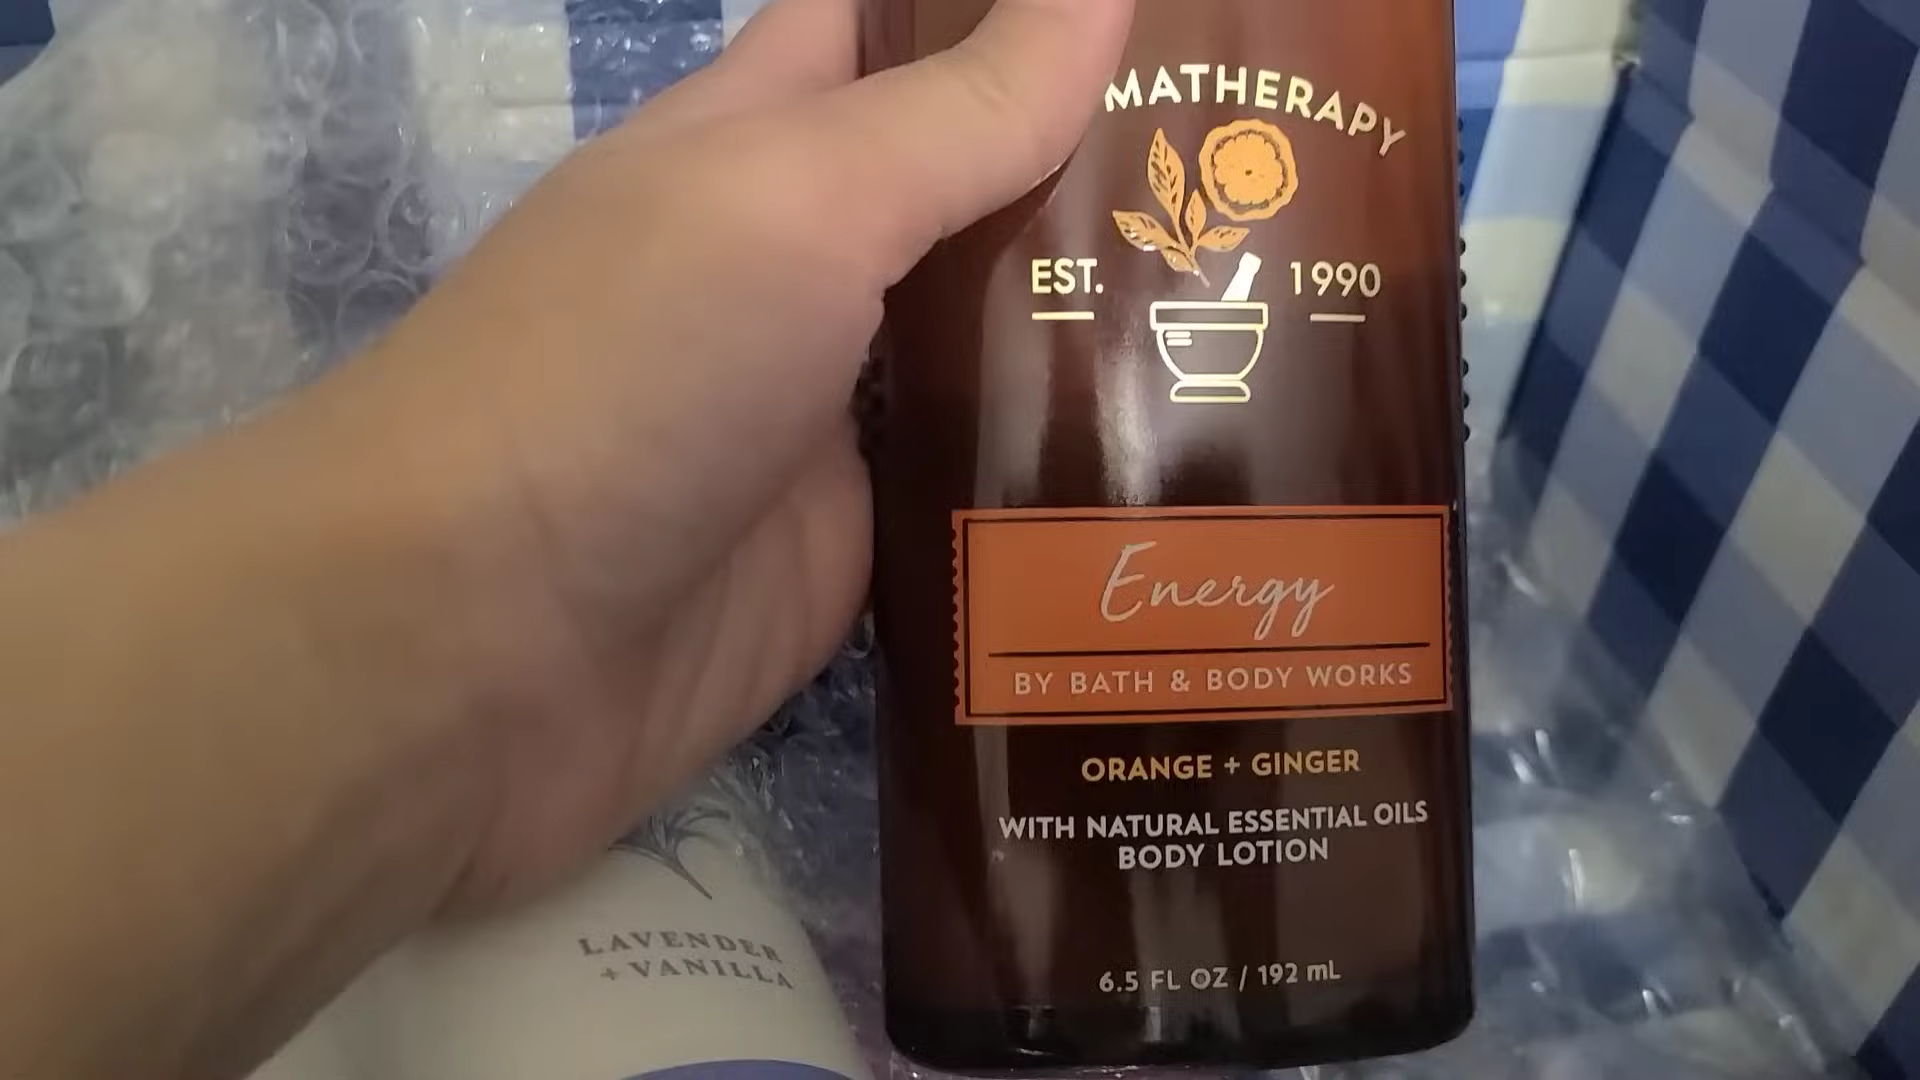 MATHERAPY
EST. 1990
Energy
BY BATH & BODY WORKS
ORANGE + GINGER
WITH NATURAL ESSENTIAL OILS
BODY LOTION
6.5 FL OZ / 192 mL
LAVENDER
+ VANILLA